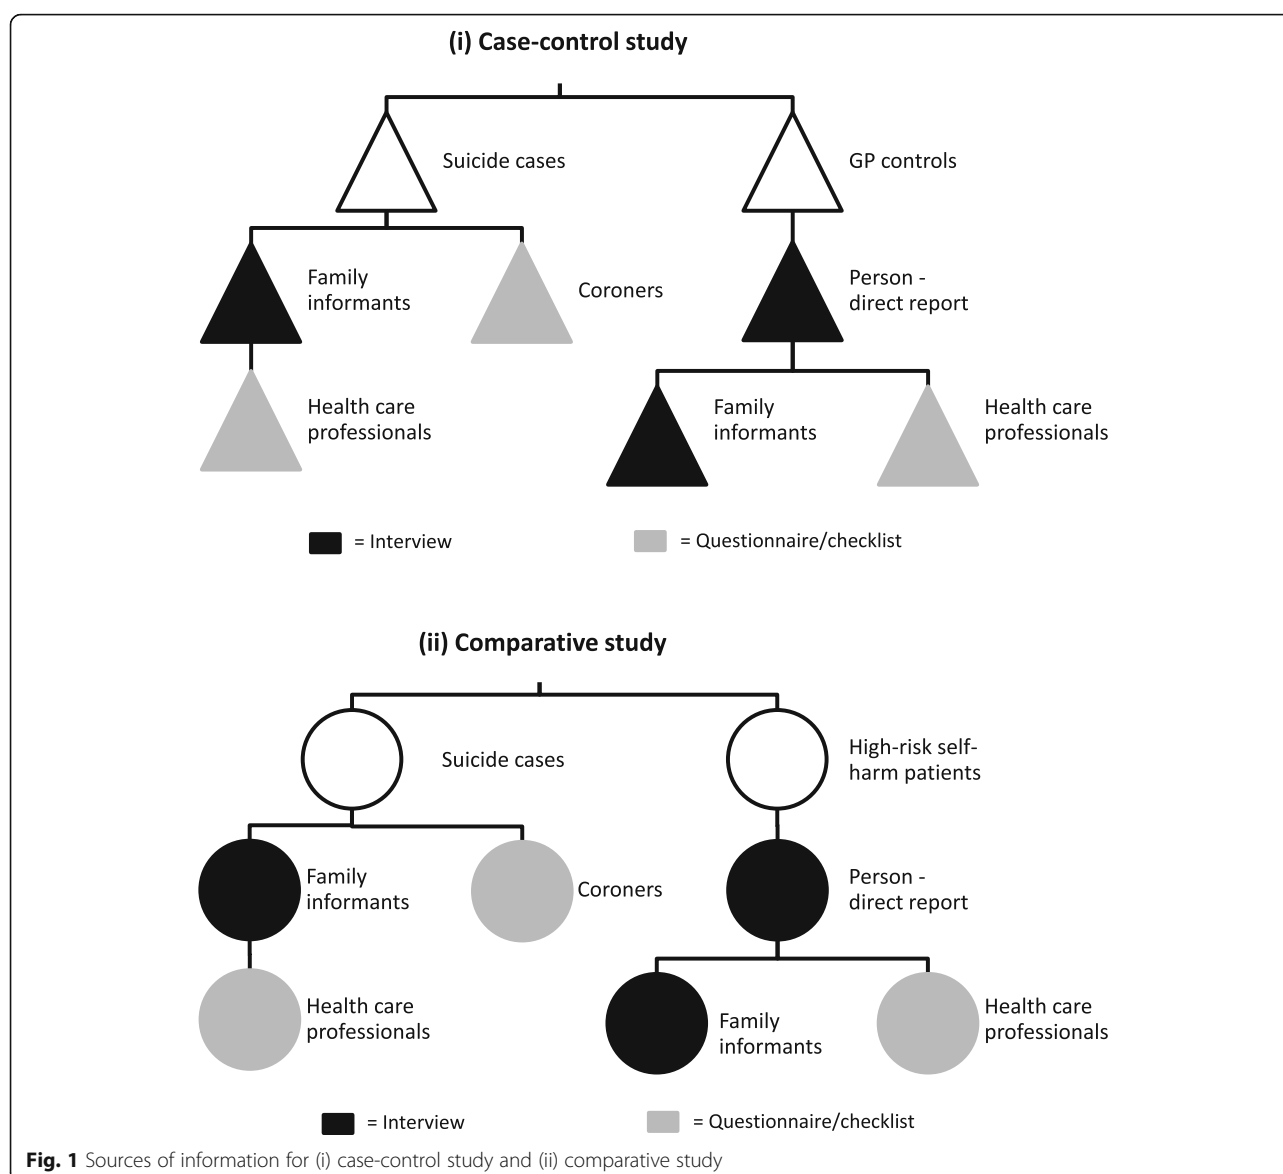 (i) Case-control study
Suicide cases
GP controls
Family
informants
Coroners
Person -
direct report
Health care
professionals
Family
informants
Health care
professionals
= Interview
= Questionnaire/checklist
(ii) Comparative study
Suicide cases
High-risk self-
harm patients
Family
informants
Coroners
Person -
direct report
Health care
professionals
Family
informants
Health care
professionals
= Interview
= Questionnaire/checklist
Fig. 1 Sources of information for (i) case-control study and (ii) comparative study